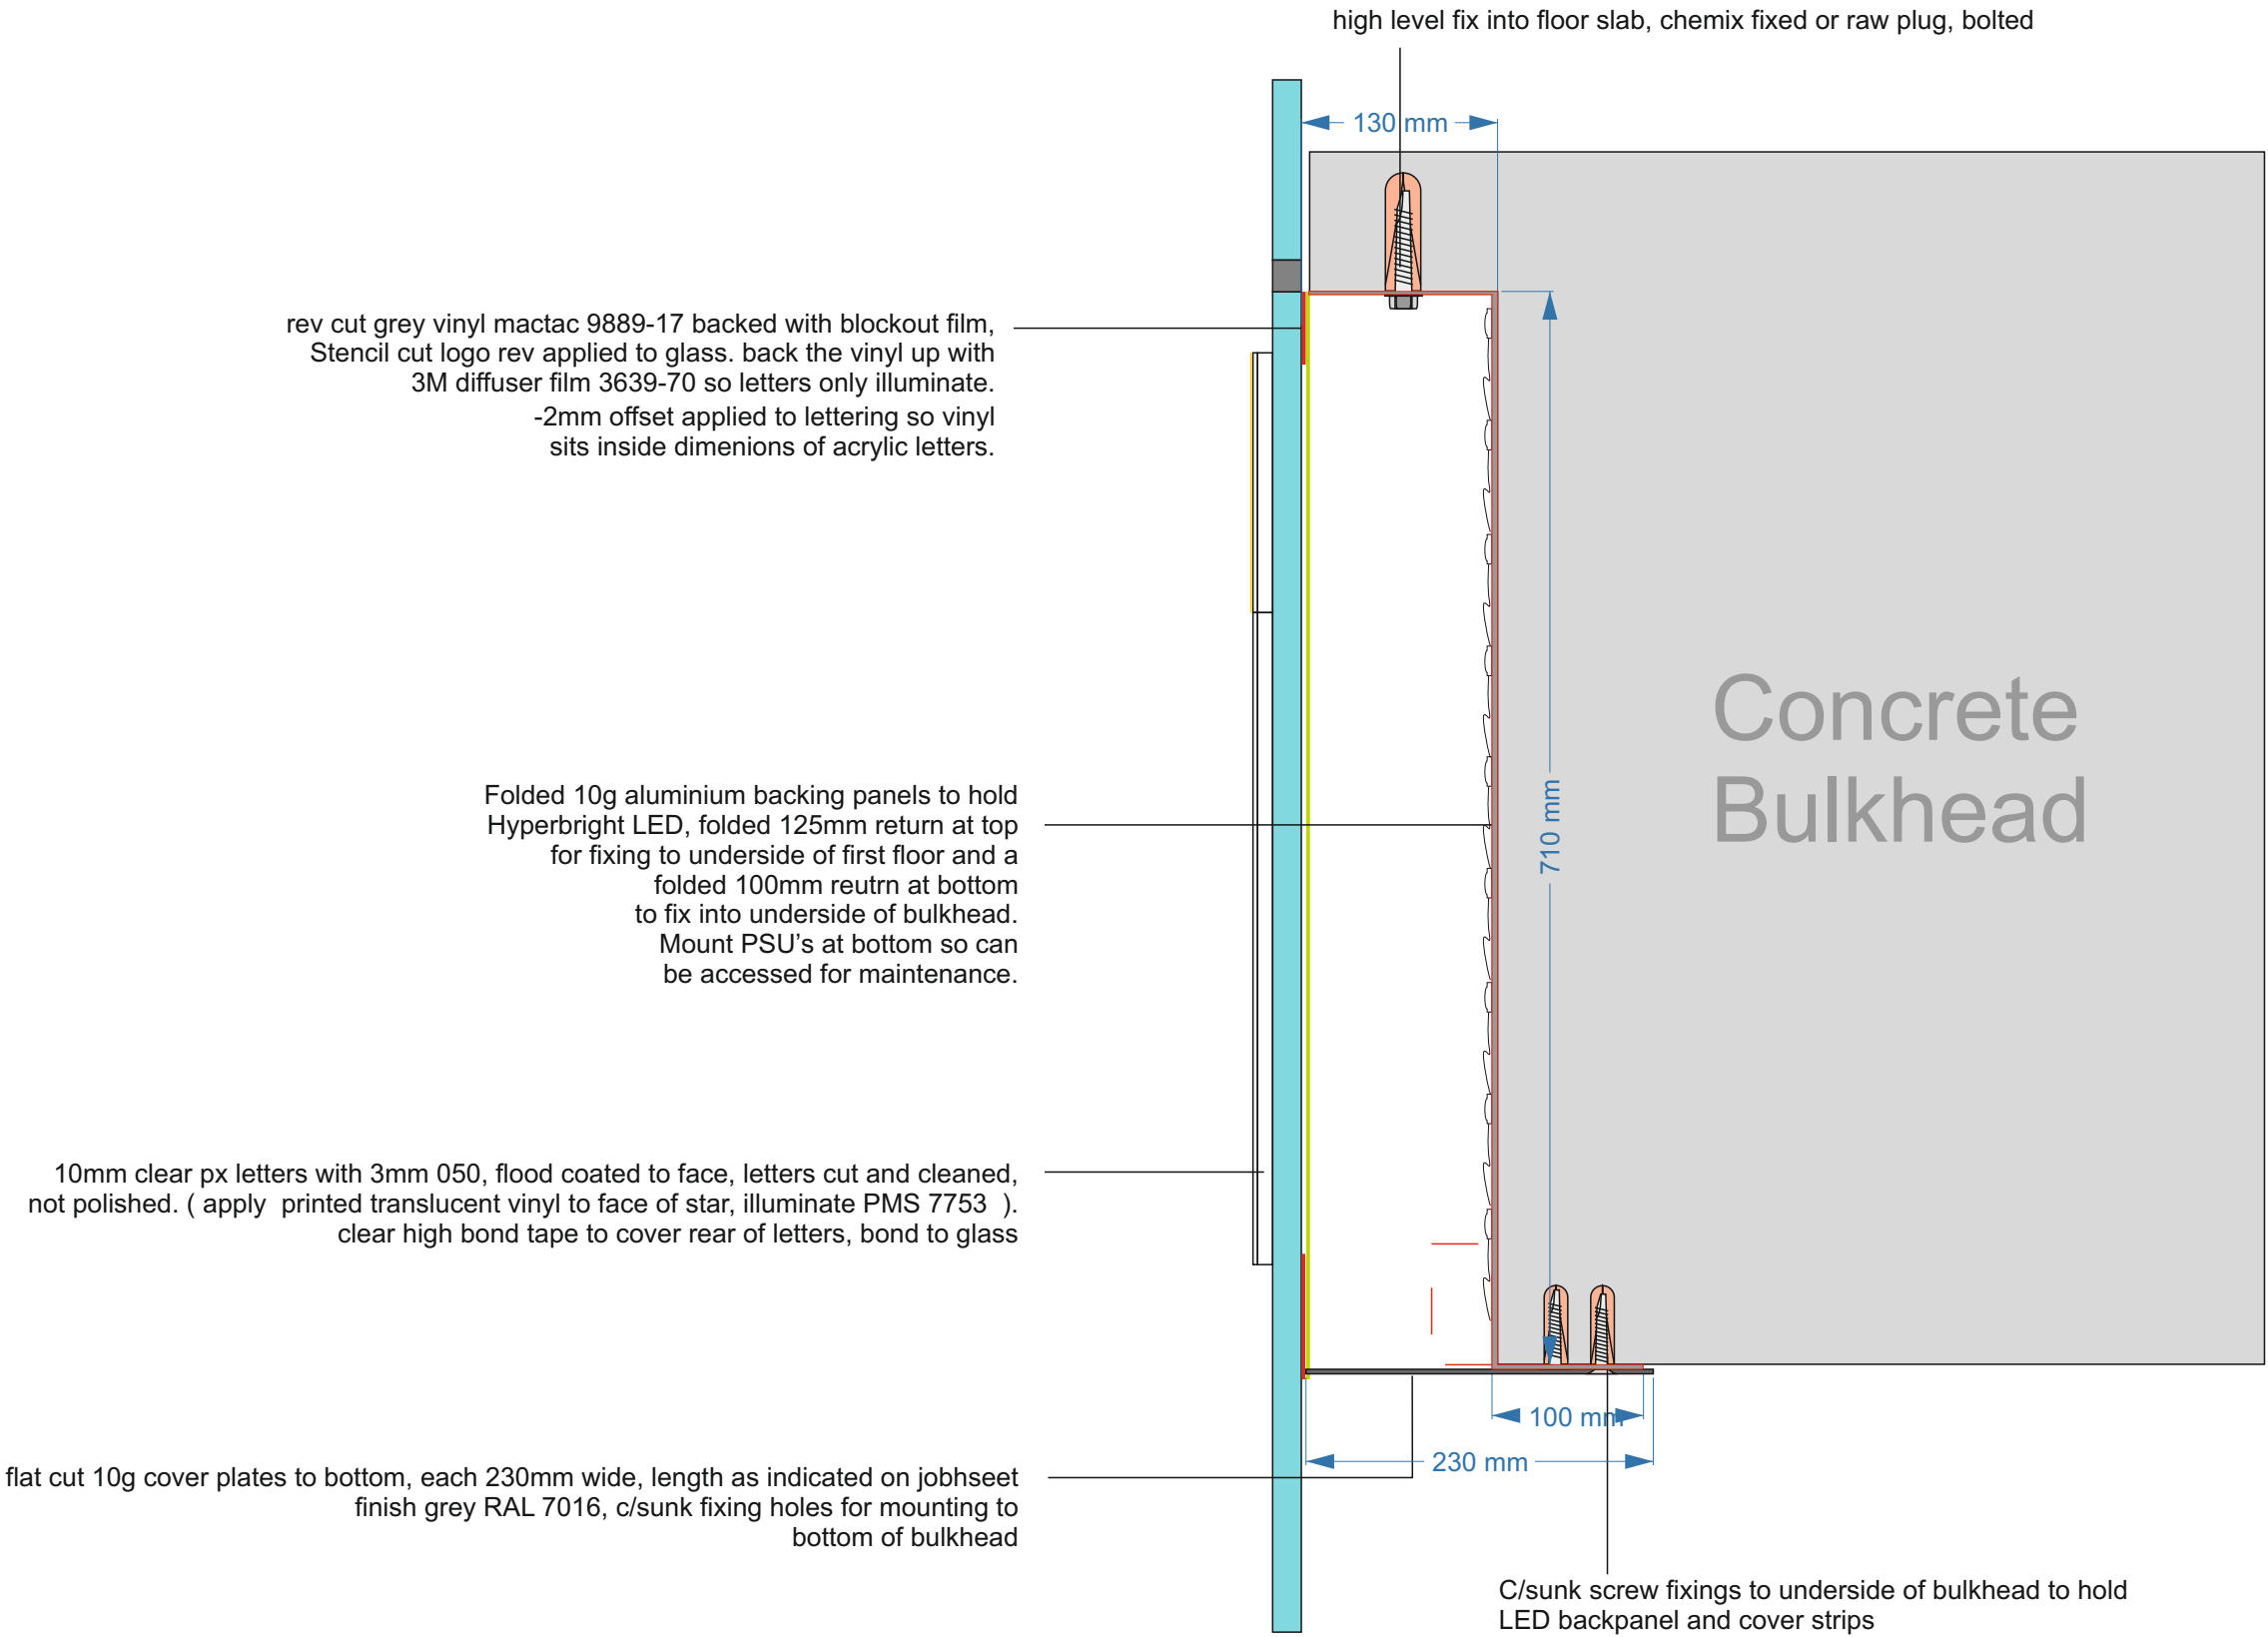 high level fix into floor slab, chemix fixed or raw plug, bolted
130 mm
rev cut grey vinyl mactac 9889-17 backed with blockout film,
Stencil cut logo rev applied to glass. back the vinyl up with
3M diffuser film 3639-70 so letters only illuminate.
-2mm offset applied to lettering so vinyl
sits inside dimenions of acrylic letters.
Concrete
Bulkhead
710 mm
Folded 10g aluminium backing panels to hold
Hyperbright LED, folded 125mm return at top
for fixing to underside of first floor and a
folded 100mm reutrn at bottom
to fix into underside of bulkhead.
Mount PSU’s at bottom so can
be accessed for maintenance.
10mm clear px letters with 3mm 050, flood coated to face, letters cut and cleaned,
not polished. ( apply  printed translucent vinyl to face of star, illuminate PMS 7753  ).
clear high bond tape to cover rear of letters, bond to glass
100 mm
230 mm
flat cut 10g cover plates to bottom, each 230mm wide, length as indicated on jobhseet
finish grey RAL 7016, c/sunk fixing holes for mounting to
bottom of bulkhead
C/sunk screw fixings to underside of bulkhead to hold
LED backpanel and cover strips